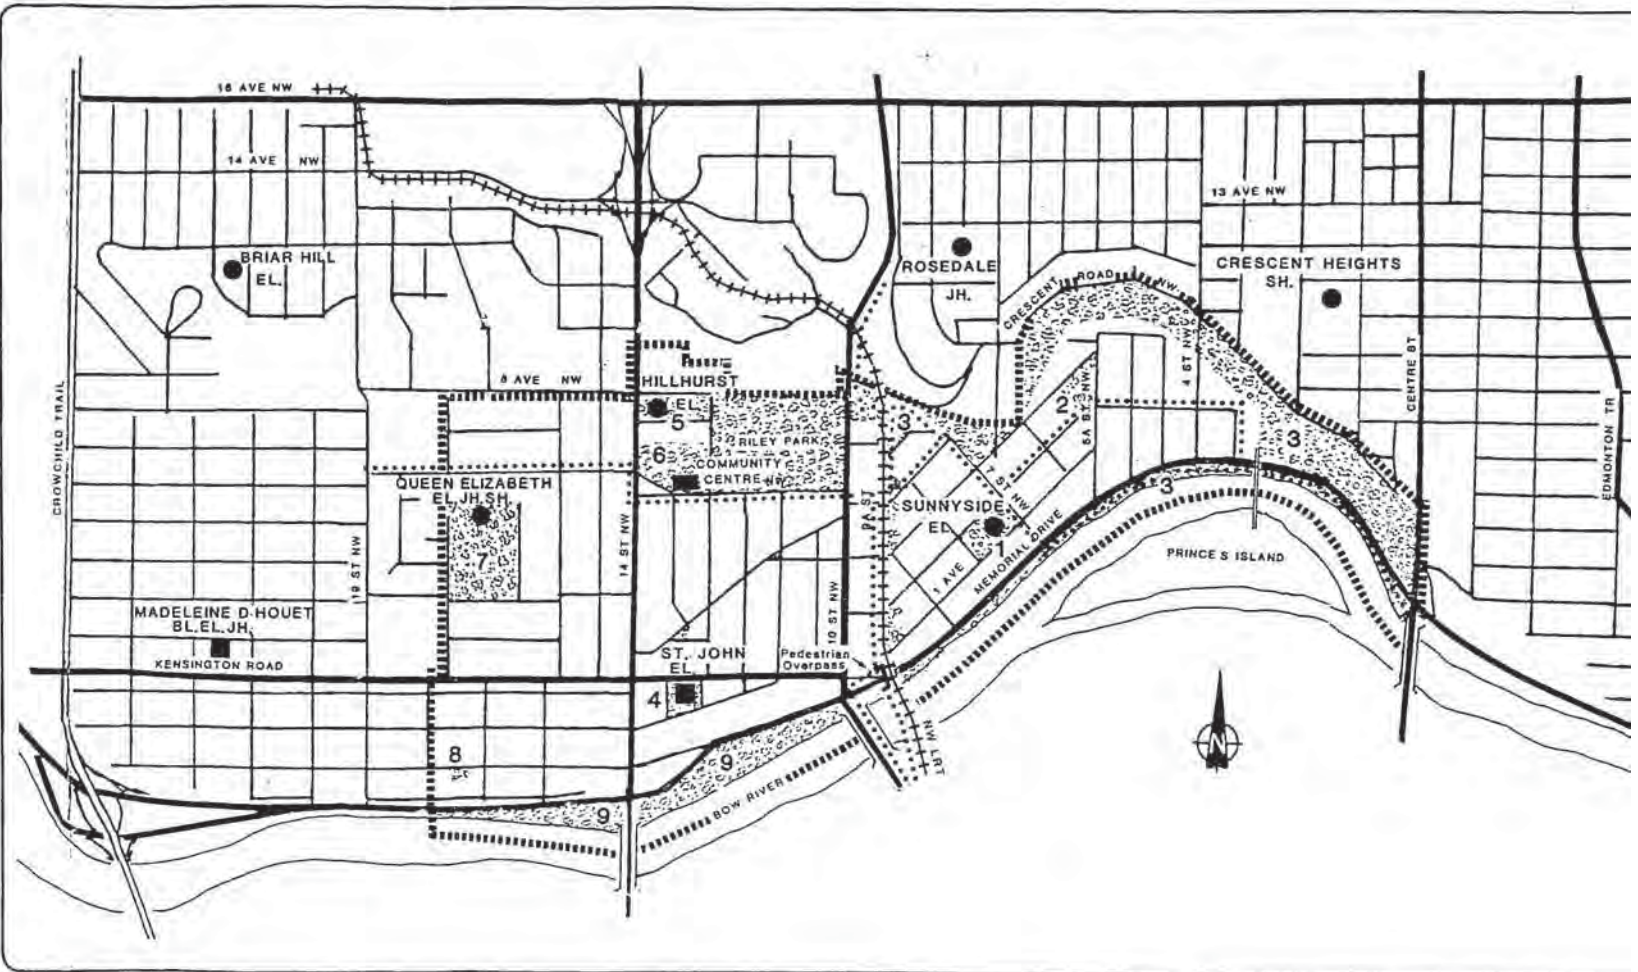 16 AVE NW
14 AVE NW
13 AVE NW
BRIAR HILL
EL.
ROSEDALE
JH.
CRESCENT ROAD NW
CRESCENT HEIGHTS
SH.
CENTRE ST
EDMONTON TR
CROWCHILD TRAIL
8 AVE NW
HILLHURST
EL.
5
6
RILEY PARK
COMMUNITY
CENTRE
3
2
5A ST NW
4 ST NW
3
3
7 ST NW
QUEEN ELIZABETH
EL.JH.SH.
7
19 ST NW
14 ST NW
10 ST NW
9A ST
SUNNYSIDE
EL.
1
1 AVE
MEMORIAL DRIVE
PRINCE S ISLAND
MADELEINE D HOUET
BL.EL.JH.
KENSINGTON ROAD
ST. JOHN
EL.
4
Pedestrian
Overpass
NW LRT
N
8
9
9
BOW RIVER